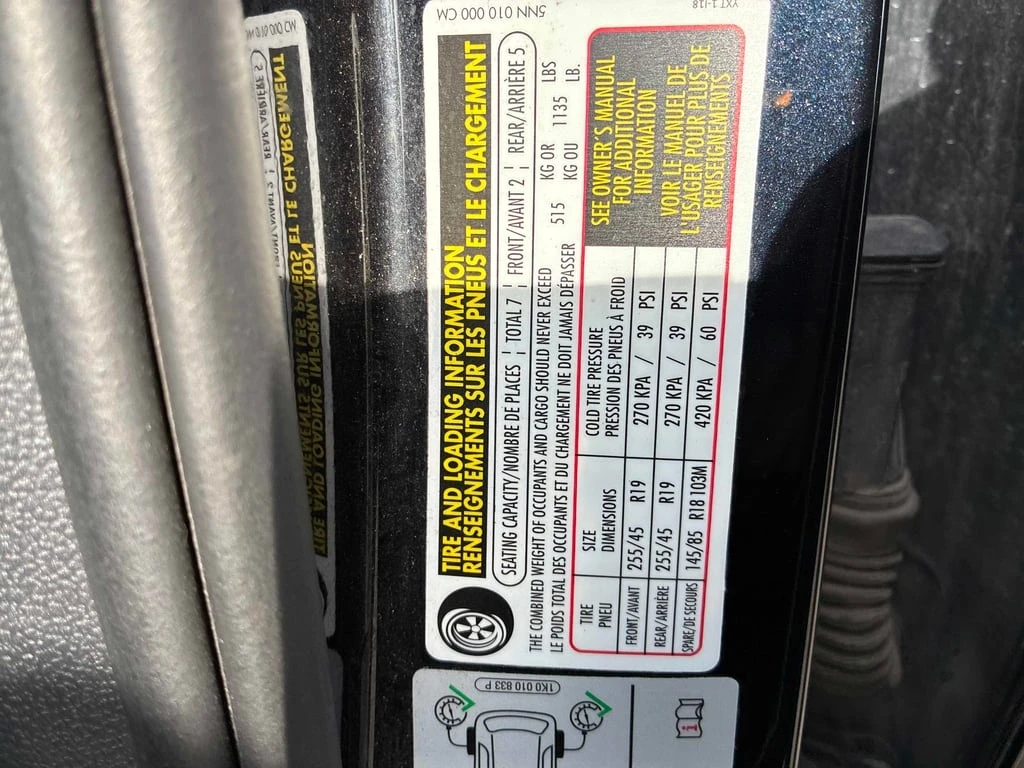 5NN 010 000 CM
YXT 1-J18
TIRE AND LOADING INFORMATION
RENSEIGNEMENTS SUR LES PNEUS ET LE CHARGEMENT
SEATING CAPACITY/NOMBRE DE PLACES ¦ TOTAL 7 ¦ FRONT/AVANT 2 ¦ REAR/ARRIÈRE 5
THE COMBINED WEIGHT OF OCCUPANTS AND CARGO SHOULD NEVER EXCEED 515 KG OR 1135 LBS
LE POIDS TOTAL DES OCCUPANTS ET DU CHARGEMENT NE DOIT JAMAIS DÉPASSER KG OU LB.
TIRE SIZE COLD TIRE PRESSURE
PNEU DIMENSIONS PRESSION DES PNEUS À FROID
FRONT/AVANT 255/45 R19 270 KPA / 39 PSI
REAR/ARRIÈRE 255/45 R19 270 KPA / 39 PSI
SPARE/DE SECOURS 145/85 R18 103M 420 KPA / 60 PSI
SEE OWNER'S MANUAL
FOR ADDITIONAL
INFORMATION
VOIR LE MANUEL DE
L'USAGER POUR PLUS DE
RENSEIGNEMENTS
1K0 010 833 P
i